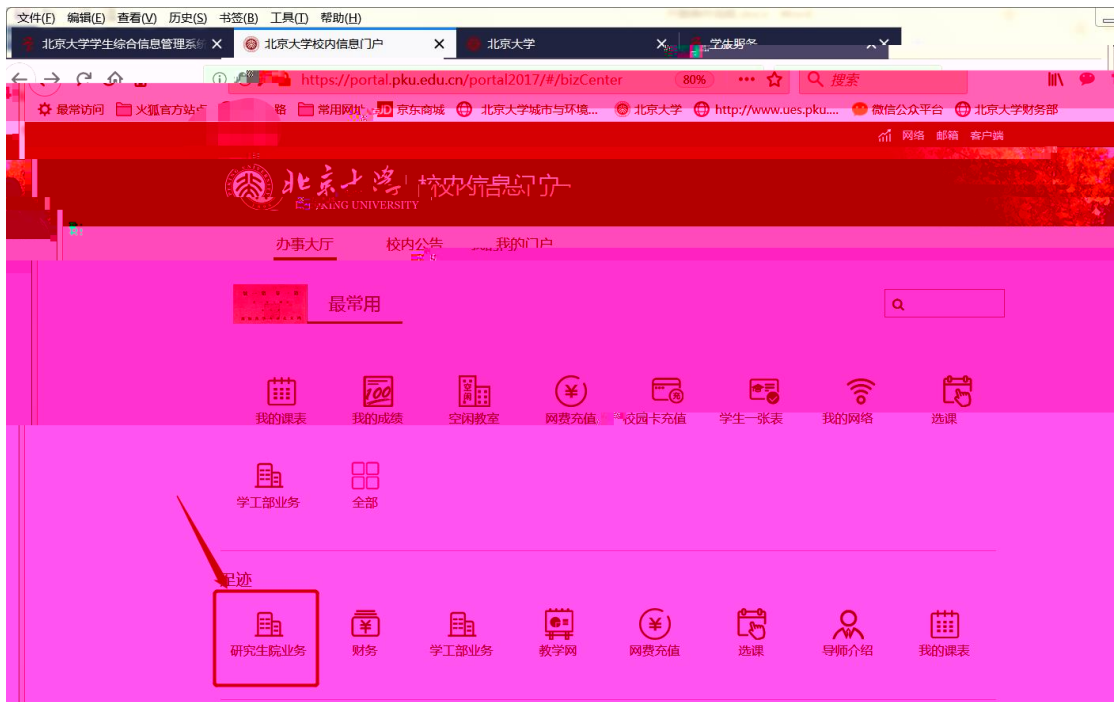 文件(F) 编辑(E) 查看(V) 历史(S) 书签(B) 工具(T) 帮助(H)
北京大学学生综合信息管理系统 北京大学校内信息门户 北京大学
https://portal.pku.edu.cn/portal2017/#/bizCenter 80% 搜索
最常访问 火狐官方站点 常用网址 JD 京东商城 北京大学城市与环境... 北京大学 http://www.ues.pku.... 微信公众平台 北京大学财务部
网络 邮箱 客户端
北京大学 校内信息门户
UNIVERSITY
办事大厅 校内公告 我的门户
最常用
我的课表 我的成绩 空闲教室 网费充值 校园卡充值 学生一张表 我的网络 选课
学工部业务 全部
足迹
研究生院业务 财务 学工部业务 教学网 网费充值 选课 导师介绍 我的课表